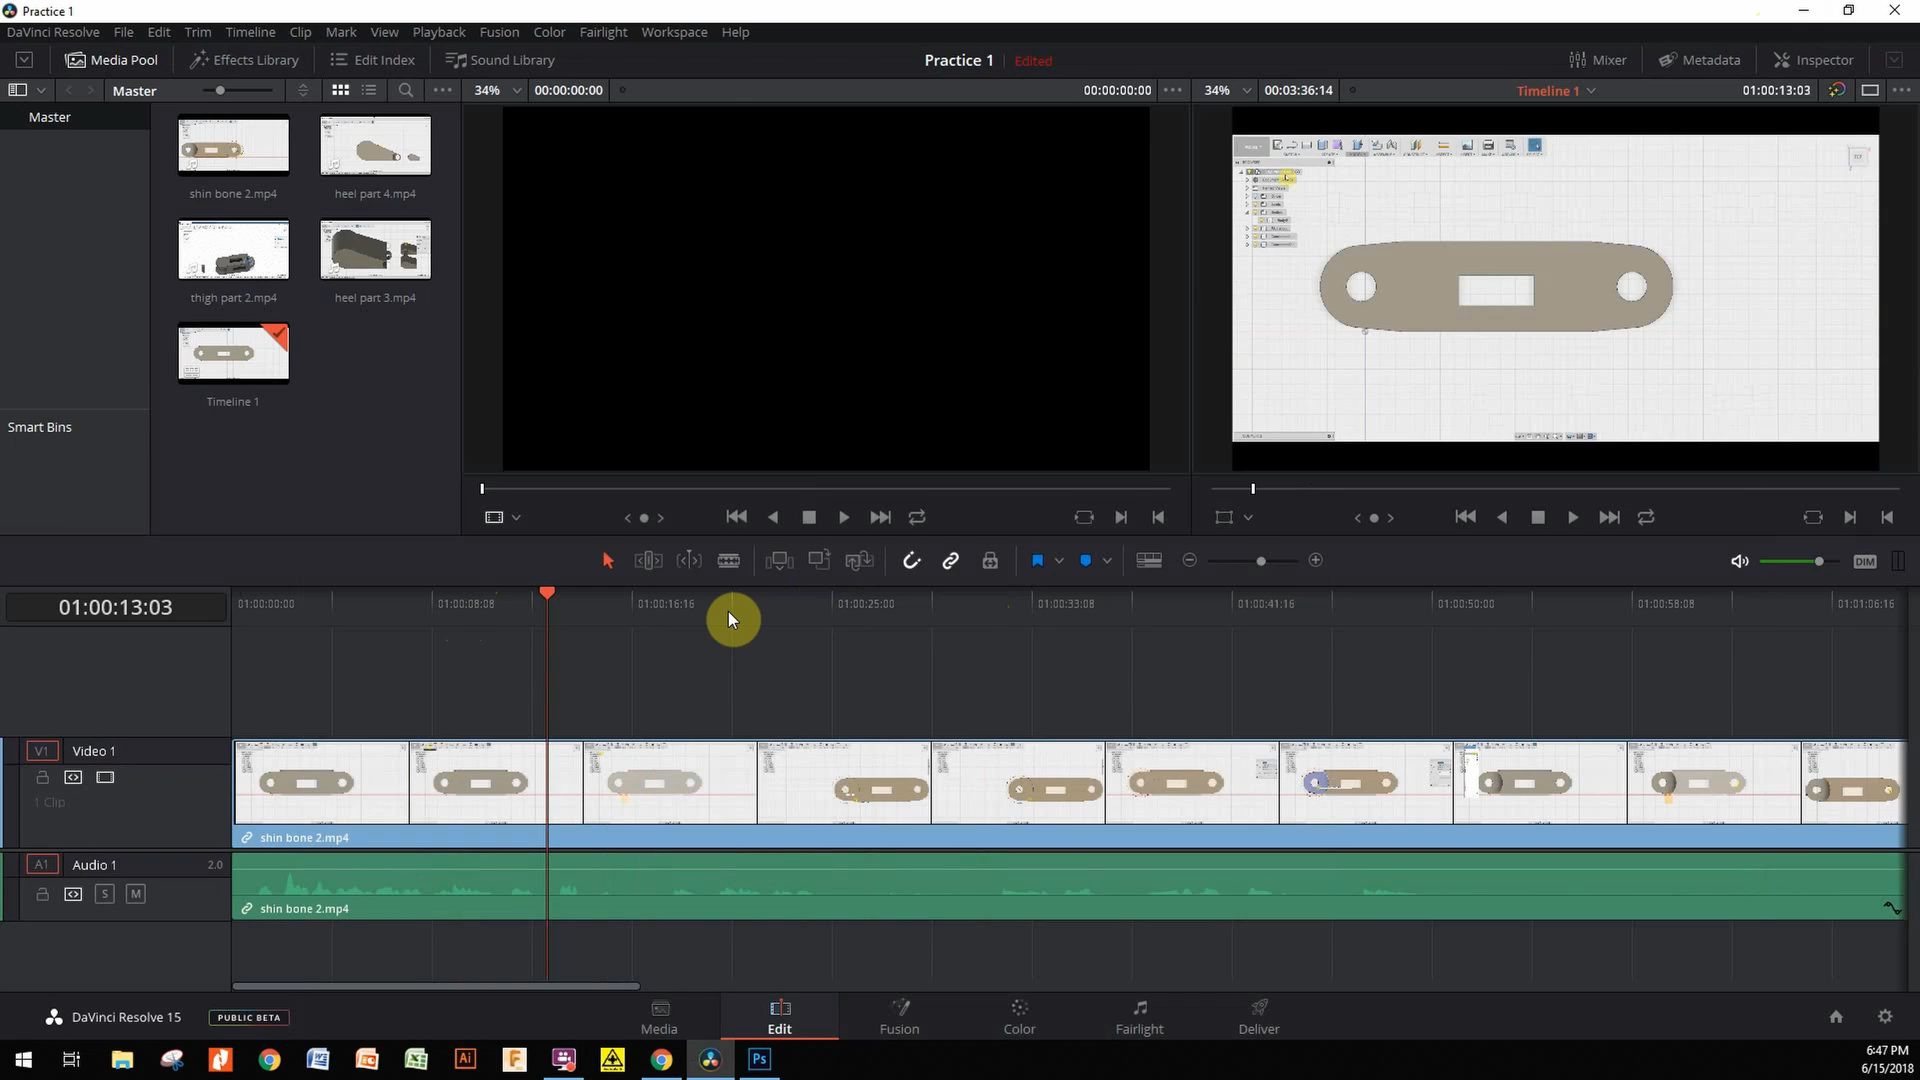 Practice 1
DaVinci Resolve File Edit Trim Timeline Clip Mark View Playback Fusion Color Fairlight Workspace Help
Media Pool Effects Library Edit Index Sound Library Practice 1 Edited Mixer Metadata Inspector
Master 34% 00:00:00:00 00:00:00:00 34% 00:03:36:14 Timeline 1 01:00:13:03
Master
shin bone 2.mp4 heel part 4.mp4
thigh part 2.mp4 heel part 3.mp4
Timeline 1
Smart Bins
TOP
DIM
01:00:13:03 01:00:00:00 01:00:08:08 01:00:16:16 01:00:25:00 01:00:33:08 01:00:41:16 01:00:50:00 01:00:58:08 01:01:06:16
V1 Video 1
1 Clip
shin bone 2.mp4
A1 Audio 1 2.0
S M
shin bone 2.mp4
DaVinci Resolve 15 PUBLIC BETA Media Edit Fusion Color Fairlight Deliver
Ai Ps
6:47 PM
6/15/2018